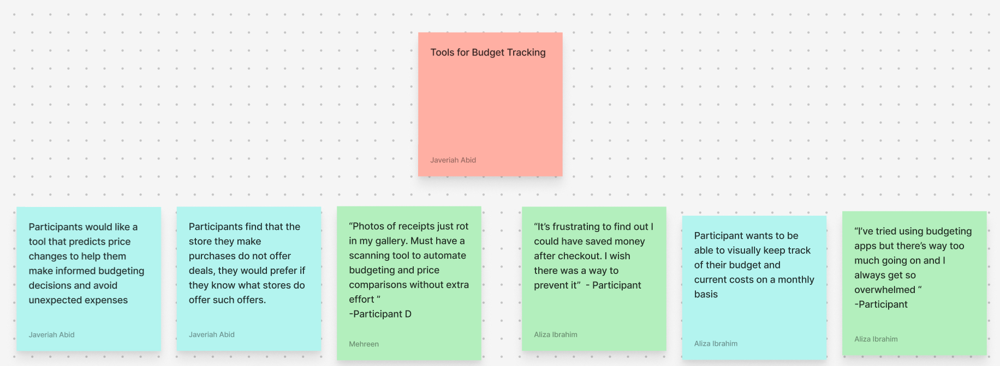 Tools for Budget Tracking
Javeriah Abid
Participants would like a
tool that predicts price
changes to help them
make informed budgeting
decisions and avoid
unexpected expenses
Javeriah Abid
Participants find that the
store they make
purchases do not offer
deals, they would prefer if
they know what stores do
offer such offers.
Javeriah Abid
“Photos of receipts just rot
in my gallery. Must have a
scanning tool to automate
budgeting and price
comparisons without extra
effort ”
-Participant D
Mehreen
“It’s frustrating to find out I
could have saved money
after checkout. I wish
there was a way to
prevent it”  - Participant
Aliza Ibrahim
Participant wants to be
able to visually keep track
of their budget and
current costs on a monthly
basis
Aliza Ibrahim
“I’ve tried using budgeting
apps but there’s way too
much going on and I
always get so
overwhelmed “
-Participant
Aliza Ibrahim